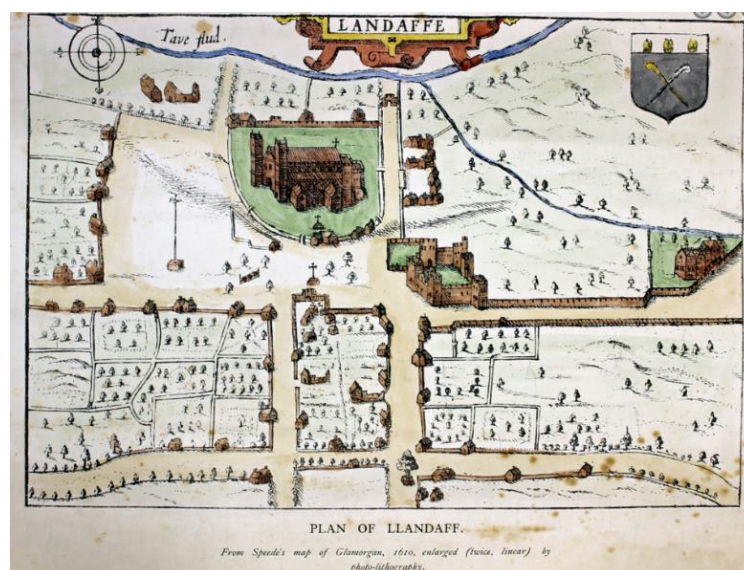 LANDAFFE
Tave flud.
PLAN OF LLANDAFF.
From Speede's map of Glamorgan, 1610, enlarged (twice, linear) by
photo-lithography.